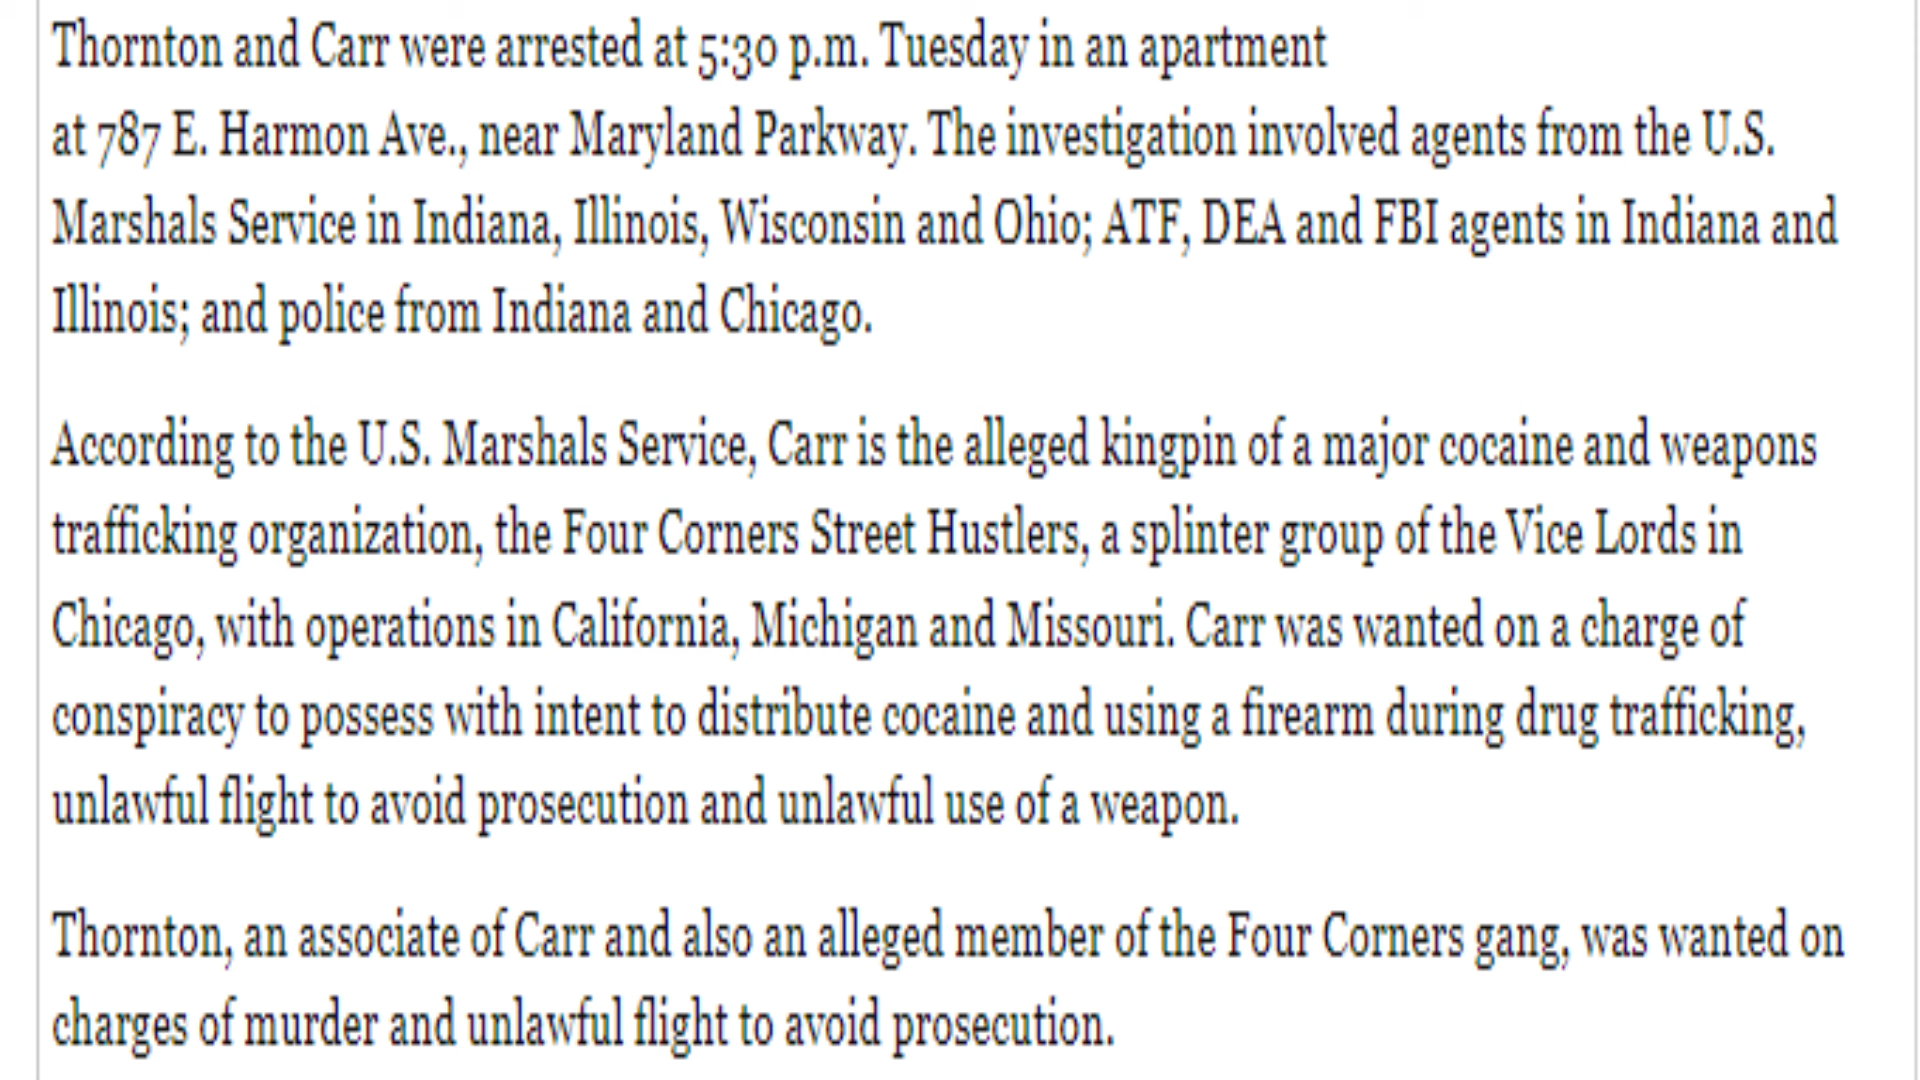 Thornton and Carr were arrested at 5:30 p.m. Tuesday in an apartment
at 787 E. Harmon Ave., near Maryland Parkway. The investigation involved agents from the U.S.
Marshals Service in Indiana, Illinois, Wisconsin and Ohio; ATF, DEA and FBI agents in Indiana and
Illinois; and police from Indiana and Chicago.
According to the U.S. Marshals Service, Carr is the alleged kingpin of a major cocaine and weapons
trafficking organization, the Four Corners Street Hustlers, a splinter group of the Vice Lords in
Chicago, with operations in California, Michigan and Missouri. Carr was wanted on a charge of
conspiracy to possess with intent to distribute cocaine and using a firearm during drug trafficking,
unlawful flight to avoid prosecution and unlawful use of a weapon.
Thornton, an associate of Carr and also an alleged member of the Four Corners gang, was wanted on
charges of murder and unlawful flight to avoid prosecution.